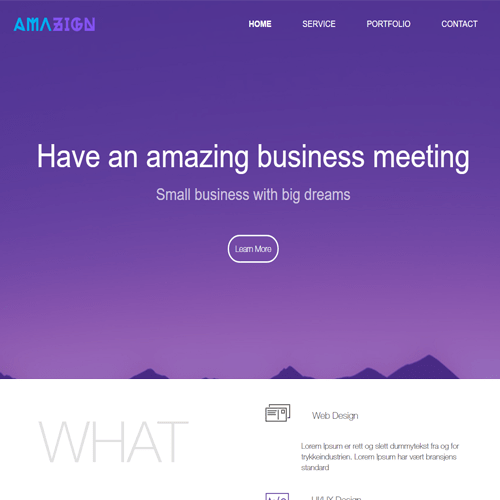 AMAZIGN
HOME SERVICE PORTFOLIO CONTACT
Have an amazing business meeting
Small business with big dreams
Learn More
WHAT
Web Design
Lorem Ipsum er rett og slett dummytekst fra og for
trykkeindustrien. Lorem Ipsum har vært bransjens
standard
UI/UX Design